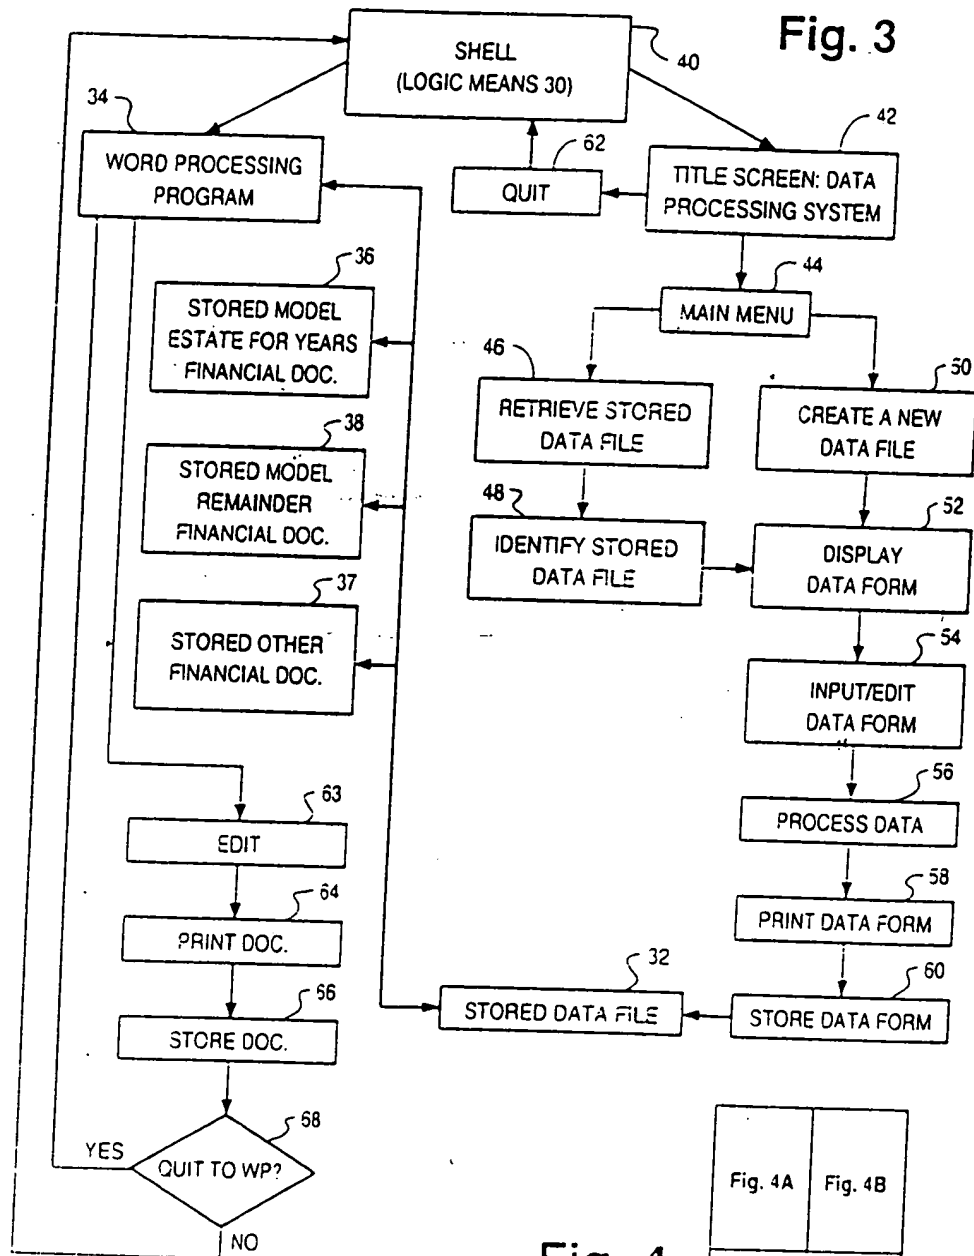 Fig. 3
SHELL
(LOGIC MEANS 30)
40
34
WORD PROCESSING
PROGRAM
62
QUIT
42
TITLE SCREEN: DATA
PROCESSING SYSTEM
44
MAIN MENU
36
STORED MODEL
ESTATE FOR YEARS
FINANCIAL DOC.
46
RETRIEVE STORED
DATA FILE
50
CREATE A NEW
DATA FILE
38
STORED MODEL
REMAINDER
FINANCIAL DOC.
48
IDENTIFY STORED
DATA FILE
52
DISPLAY
DATA FORM
37
STORED OTHER
FINANCIAL DOC.
54
INPUT/EDIT
DATA FORM
63
EDIT
56
PROCESS DATA
64
PRINT DOC.
58
PRINT DATA FORM
66
STORE DOC.
32
STORED DATA FILE
60
STORE DATA FORM
68
YES
QUIT TO WP?
NO
Fig. 4A
Fig. 4B
Fig. 4